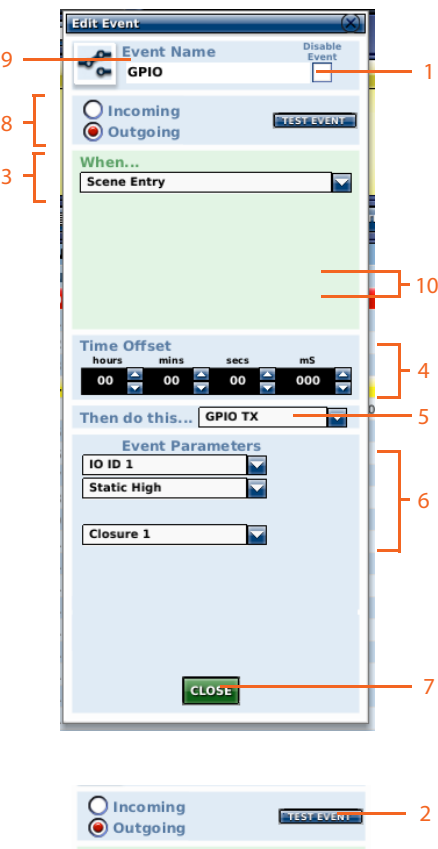 Edit Event
9
Event Name
GPIO
Disable
Event
1
8
Incoming
Outgoing
TEST EVENT
3
When...
Scene Entry
10
Time Offset
hours mins secs mS
00 00 00 000
4
Then do this... GPIO TX
5
Event Parameters
IO ID 1
Static High
6
Closure 1
CLOSE
7
Incoming
Outgoing
TEST EVENT
2